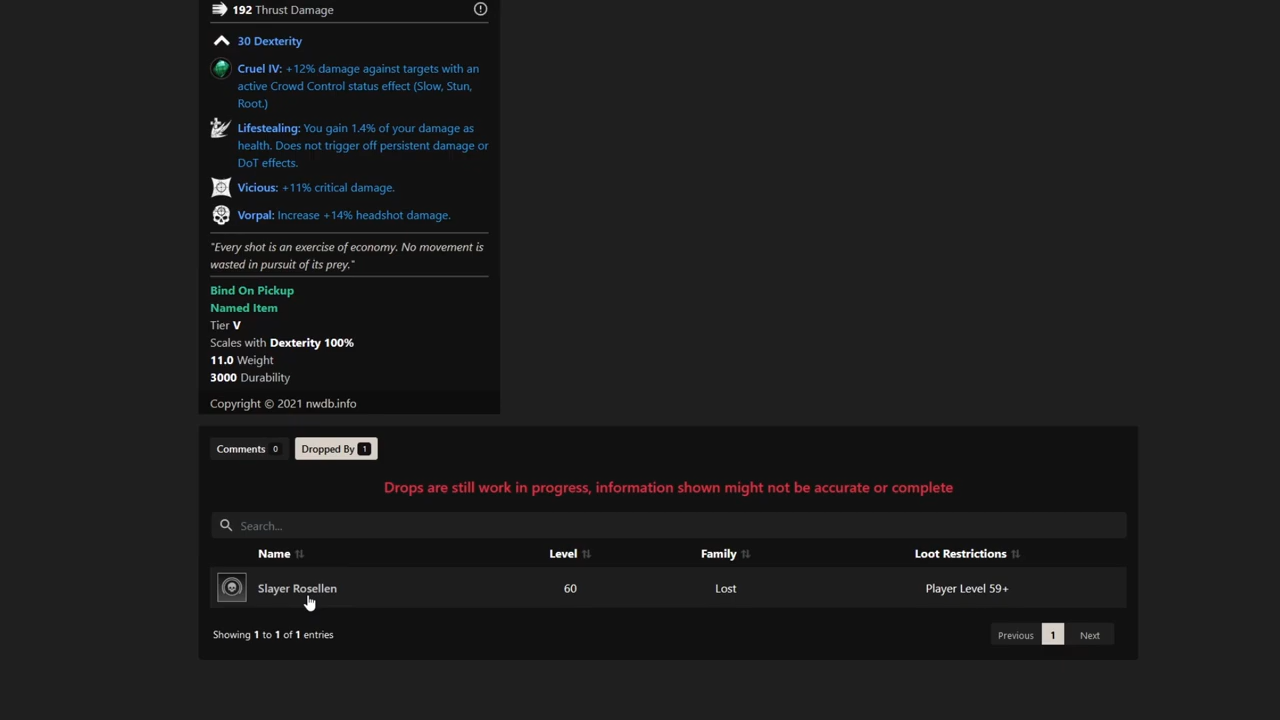 192 Thrust Damage
30 Dexterity
Cruel IV: +12% damage against targets with an
active Crowd Control status effect (Slow, Stun,
Root.)
Lifestealing: You gain 1.4% of your damage as
health. Does not trigger off persistent damage or
DoT effects.
Vicious: +11% critical damage.
Vorpal: Increase +14% headshot damage.
"Every shot is an exercise of economy. No movement is
wasted in pursuit of its prey."
Bind On Pickup
Named Item
Tier V
Scales with Dexterity 100%
11.0 Weight
3000 Durability
Copyright © 2021 nwdb.info
Comments 0 Dropped By 1
Drops are still work in progress, information shown might not be accurate or complete
Search...
Name Level Family Loot Restrictions
Slayer Rosellen 60 Lost Player Level 59+
Showing 1 to 1 of 1 entries Previous 1 Next